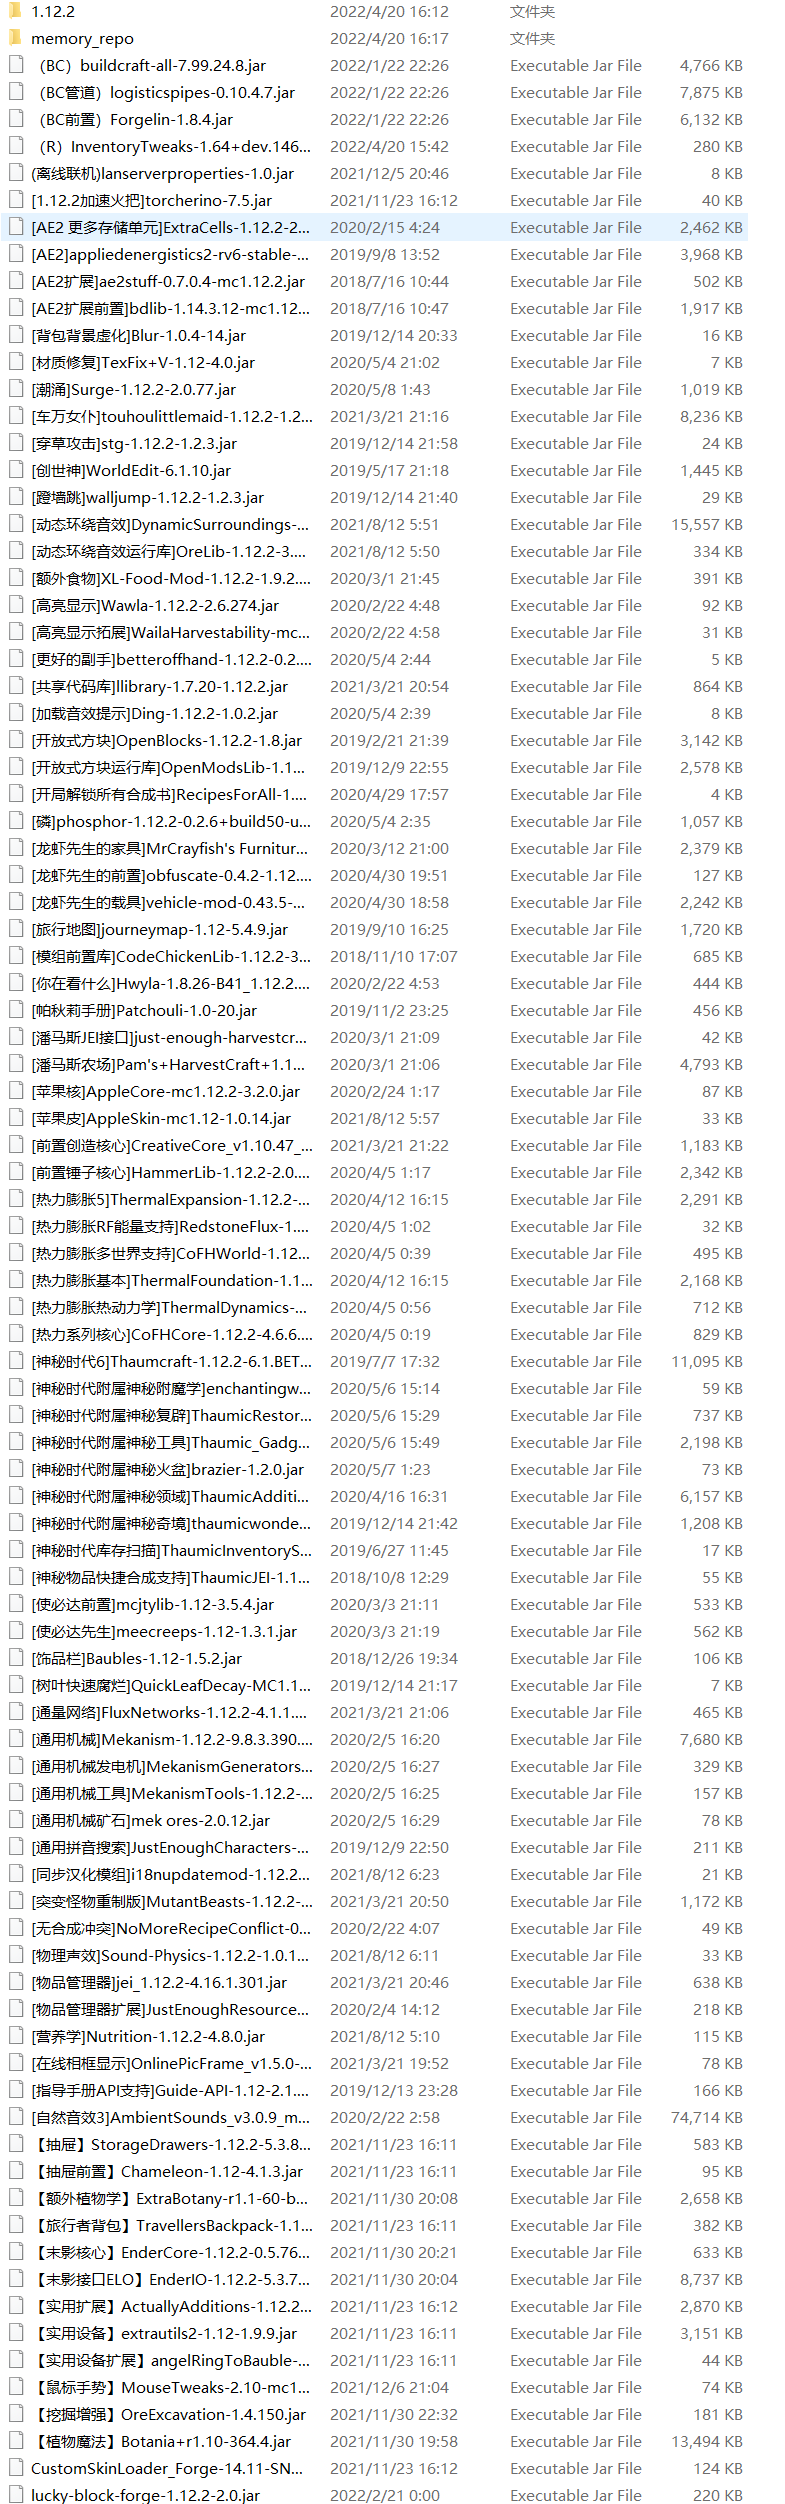 1.12.2 2022/4/20 16:12 文件夹
memory_repo 2022/4/20 16:17 文件夹
（BC）buildcraft-all-7.99.24.8.jar 2022/1/22 22:26 Executable Jar File 4,766 KB
（BC管道）logisticspipes-0.10.4.7.jar 2022/1/22 22:26 Executable Jar File 7,875 KB
（BC前置）Forgelin-1.8.4.jar 2022/1/22 22:26 Executable Jar File 6,132 KB
（R）InventoryTweaks-1.64+dev.146... 2022/4/20 15:42 Executable Jar File 280 KB
(离线联机)lanserverproperties-1.0.jar 2021/12/5 20:46 Executable Jar File 8 KB
[1.12.2加速火把]torcherino-7.5.jar 2021/11/23 16:12 Executable Jar File 40 KB
[AE2 更多存储单元]ExtraCells-1.12.2-2... 2020/2/15 4:24 Executable Jar File 2,462 KB
[AE2]appliedenergistics2-rv6-stable-... 2019/9/8 13:52 Executable Jar File 3,968 KB
[AE2扩展]ae2stuff-0.7.0.4-mc1.12.2.jar 2018/7/16 10:44 Executable Jar File 502 KB
[AE2扩展前置]bdlib-1.14.3.12-mc1.12... 2018/7/16 10:47 Executable Jar File 1,917 KB
[背包背景虚化]Blur-1.0.4-14.jar 2019/12/14 20:33 Executable Jar File 16 KB
[材质修复]TexFix+V-1.12-4.0.jar 2020/5/4 21:02 Executable Jar File 7 KB
[潮涌]Surge-1.12.2-2.0.77.jar 2020/5/8 1:43 Executable Jar File 1,019 KB
[车万女仆]touhoulittlemaid-1.12.2-1.2... 2021/3/21 21:16 Executable Jar File 8,236 KB
[穿草攻击]stg-1.12.2-1.2.3.jar 2019/12/14 21:58 Executable Jar File 24 KB
[创世神]WorldEdit-6.1.10.jar 2019/5/17 21:18 Executable Jar File 1,445 KB
[蹬墙跳]walljump-1.12.2-1.2.3.jar 2019/12/14 21:40 Executable Jar File 29 KB
[动态环绕音效]DynamicSurroundings-... 2021/8/12 5:51 Executable Jar File 15,557 KB
[动态环绕音效运行库]OreLib-1.12.2-3.... 2021/8/12 5:50 Executable Jar File 334 KB
[额外食物]XL-Food-Mod-1.12.2-1.9.2.... 2020/3/1 21:45 Executable Jar File 391 KB
[高亮显示]Wawla-1.12.2-2.6.274.jar 2020/2/22 4:48 Executable Jar File 92 KB
[高亮显示拓展]WailaHarvestability-mc... 2020/2/22 4:58 Executable Jar File 31 KB
[更好的副手]betteroffhand-1.12.2-0.2.... 2020/5/4 2:44 Executable Jar File 5 KB
[共享代码库]llibrary-1.7.20-1.12.2.jar 2021/3/21 20:54 Executable Jar File 864 KB
[加载音效提示]Ding-1.12.2-1.0.2.jar 2020/5/4 2:39 Executable Jar File 8 KB
[开放式方块]OpenBlocks-1.12.2-1.8.jar 2019/2/21 21:39 Executable Jar File 3,142 KB
[开放式方块运行库]OpenModsLib-1.1... 2019/12/9 22:55 Executable Jar File 2,578 KB
[开局解锁所有合成书]RecipesForAll-1.... 2020/4/29 17:57 Executable Jar File 4 KB
[磷]phosphor-1.12.2-0.2.6+build50-u... 2020/5/4 2:35 Executable Jar File 1,057 KB
[龙虾先生的家具]MrCrayfish's Furnitur... 2020/3/12 21:00 Executable Jar File 2,379 KB
[龙虾先生的前置]obfuscate-0.4.2-1.12.... 2020/4/30 19:51 Executable Jar File 127 KB
[龙虾先生的载具]vehicle-mod-0.43.5-... 2020/4/30 18:58 Executable Jar File 2,242 KB
[旅行地图]journeymap-1.12-5.4.9.jar 2019/9/10 16:25 Executable Jar File 1,720 KB
[模组前置库]CodeChickenLib-1.12.2-3... 2018/11/10 17:07 Executable Jar File 685 KB
[你在看什么]Hwyla-1.8.26-B41_1.12.2.... 2020/2/22 4:53 Executable Jar File 444 KB
[帕秋莉手册]Patchouli-1.0-20.jar 2019/11/2 23:25 Executable Jar File 456 KB
[潘马斯JEI接口]just-enough-harvestcr... 2020/3/1 21:09 Executable Jar File 42 KB
[潘马斯农场]Pam's+HarvestCraft+1.1... 2020/3/1 21:06 Executable Jar File 4,793 KB
[苹果核]AppleCore-mc1.12.2-3.2.0.jar 2020/2/24 1:17 Executable Jar File 87 KB
[苹果皮]AppleSkin-mc1.12-1.0.14.jar 2021/8/12 5:57 Executable Jar File 33 KB
[前置创造核心]CreativeCore_v1.10.47_... 2021/3/21 21:22 Executable Jar File 1,183 KB
[前置锤子核心]HammerLib-1.12.2-2.0.... 2020/4/5 1:17 Executable Jar File 2,342 KB
[热力膨胀5]ThermalExpansion-1.12.2-... 2020/4/12 16:15 Executable Jar File 2,291 KB
[热力膨胀RF能量支持]RedstoneFlux-1.... 2020/4/5 1:02 Executable Jar File 32 KB
[热力膨胀多世界支持]CoFHWorld-1.12... 2020/4/5 0:39 Executable Jar File 495 KB
[热力膨胀基本]ThermalFoundation-1.1... 2020/4/12 16:15 Executable Jar File 2,168 KB
[热力膨胀热动力学]ThermalDynamics-... 2020/4/5 0:56 Executable Jar File 712 KB
[热力系列核心]CoFHCore-1.12.2-4.6.6.... 2020/4/5 0:19 Executable Jar File 829 KB
[神秘时代6]Thaumcraft-1.12.2-6.1.BET... 2019/7/7 17:32 Executable Jar File 11,095 KB
[神秘时代附属神秘附魔学]enchantingw... 2020/5/6 15:14 Executable Jar File 59 KB
[神秘时代附属神秘复辟]ThaumicRestor... 2020/5/6 15:29 Executable Jar File 737 KB
[神秘时代附属神秘工具]Thaumic_Gadg... 2020/5/6 15:49 Executable Jar File 2,198 KB
[神秘时代附属神秘火盆]brazier-1.2.0.jar 2020/5/7 1:23 Executable Jar File 73 KB
[神秘时代附属神秘领域]ThaumicAdditi... 2020/4/16 16:31 Executable Jar File 6,157 KB
[神秘时代附属神秘奇境]thaumicwonde... 2019/12/14 21:42 Executable Jar File 1,208 KB
[神秘时代库存扫描]ThaumicInventoryS... 2019/6/27 11:45 Executable Jar File 17 KB
[神秘物品快捷合成支持]ThaumicJEI-1.1... 2018/10/8 12:29 Executable Jar File 55 KB
[使必达前置]mcjtylib-1.12-3.5.4.jar 2020/3/3 21:11 Executable Jar File 533 KB
[使必达先生]meecreeps-1.12-1.3.1.jar 2020/3/3 21:19 Executable Jar File 562 KB
[饰品栏]Baubles-1.12-1.5.2.jar 2018/12/26 19:34 Executable Jar File 106 KB
[树叶快速腐烂]QuickLeafDecay-MC1.1... 2019/12/14 21:17 Executable Jar File 7 KB
[通量网络]FluxNetworks-1.12.2-4.1.1.... 2021/3/21 21:06 Executable Jar File 465 KB
[通用机械]Mekanism-1.12.2-9.8.3.390.... 2020/2/5 16:20 Executable Jar File 7,680 KB
[通用机械发电机]MekanismGenerators... 2020/2/5 16:27 Executable Jar File 329 KB
[通用机械工具]MekanismTools-1.12.2-... 2020/2/5 16:25 Executable Jar File 157 KB
[通用机械矿石]mek ores-2.0.12.jar 2020/2/5 16:29 Executable Jar File 78 KB
[通用拼音搜索]JustEnoughCharacters-... 2019/12/9 22:50 Executable Jar File 211 KB
[同步汉化模组]i18nupdatemod-1.12.2... 2021/8/12 6:23 Executable Jar File 21 KB
[突变怪物重制版]MutantBeasts-1.12.2-... 2021/3/21 20:50 Executable Jar File 1,172 KB
[无合成冲突]NoMoreRecipeConflict-0... 2020/2/22 4:07 Executable Jar File 49 KB
[物理声效]Sound-Physics-1.12.2-1.0.1... 2021/8/12 6:11 Executable Jar File 33 KB
[物品管理器]jei_1.12.2-4.16.1.301.jar 2021/3/21 20:46 Executable Jar File 638 KB
[物品管理器扩展]JustEnoughResource... 2020/2/4 14:12 Executable Jar File 218 KB
[营养学]Nutrition-1.12.2-4.8.0.jar 2021/8/12 5:10 Executable Jar File 115 KB
[在线相框显示]OnlinePicFrame_v1.5.0-... 2021/3/21 19:52 Executable Jar File 78 KB
[指导手册API支持]Guide-API-1.12-2.1.... 2019/12/13 23:28 Executable Jar File 166 KB
[自然音效3]AmbientSounds_v3.0.9_m... 2020/2/22 2:58 Executable Jar File 74,714 KB
【抽屉】StorageDrawers-1.12.2-5.3.8... 2021/11/23 16:11 Executable Jar File 583 KB
【抽屉前置】Chameleon-1.12-4.1.3.jar 2021/11/23 16:11 Executable Jar File 95 KB
【额外植物学】ExtraBotany-r1.1-60-b... 2021/11/30 20:08 Executable Jar File 2,658 KB
【旅行者背包】TravellersBackpack-1.1... 2021/11/23 16:11 Executable Jar File 382 KB
【末影核心】EnderCore-1.12.2-0.5.76... 2021/11/30 20:21 Executable Jar File 633 KB
【末影接口ELO】EnderIO-1.12.2-5.3.7... 2021/11/30 20:04 Executable Jar File 8,737 KB
【实用扩展】ActuallyAdditions-1.12.2... 2021/11/23 16:12 Executable Jar File 2,870 KB
【实用设备】extrautils2-1.12-1.9.9.jar 2021/11/23 16:11 Executable Jar File 3,151 KB
【实用设备扩展】angelRingToBauble-... 2021/11/23 16:11 Executable Jar File 44 KB
【鼠标手势】MouseTweaks-2.10-mc1... 2021/12/6 21:04 Executable Jar File 74 KB
【挖掘增强】OreExcavation-1.4.150.jar 2021/11/30 22:32 Executable Jar File 181 KB
【植物魔法】Botania+r1.10-364.4.jar 2021/11/30 19:58 Executable Jar File 13,494 KB
CustomSkinLoader_Forge-14.11-SN... 2021/11/23 16:12 Executable Jar File 124 KB
lucky-block-forge-1.12.2-2.0.jar 2022/2/21 0:00 Executable Jar File 220 KB